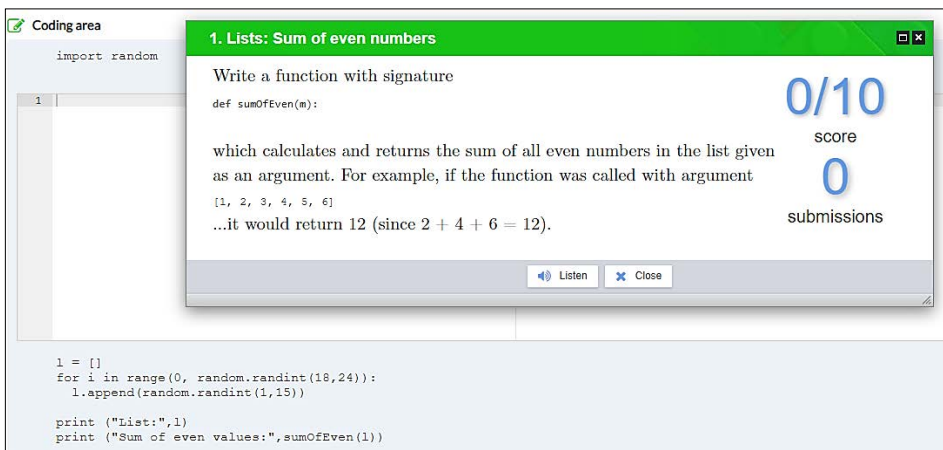 Coding area
import random
1
1. Lists: Sum of even numbers
Write a function with signature
def sumOfEven(m):
which calculates and returns the sum of all even numbers in the list given
as an argument. For example, if the function was called with argument
[1, 2, 3, 4, 5, 6]
...it would return 12 (since 2 + 4 + 6 = 12).
0/10
score
0
submissions
Listen
Close
l = []
for i in range(0, random.randint(18,24)):
  l.append(random.randint(1,15))
print ("List:",l)
print ("Sum of even values:",sumOfEven(l))